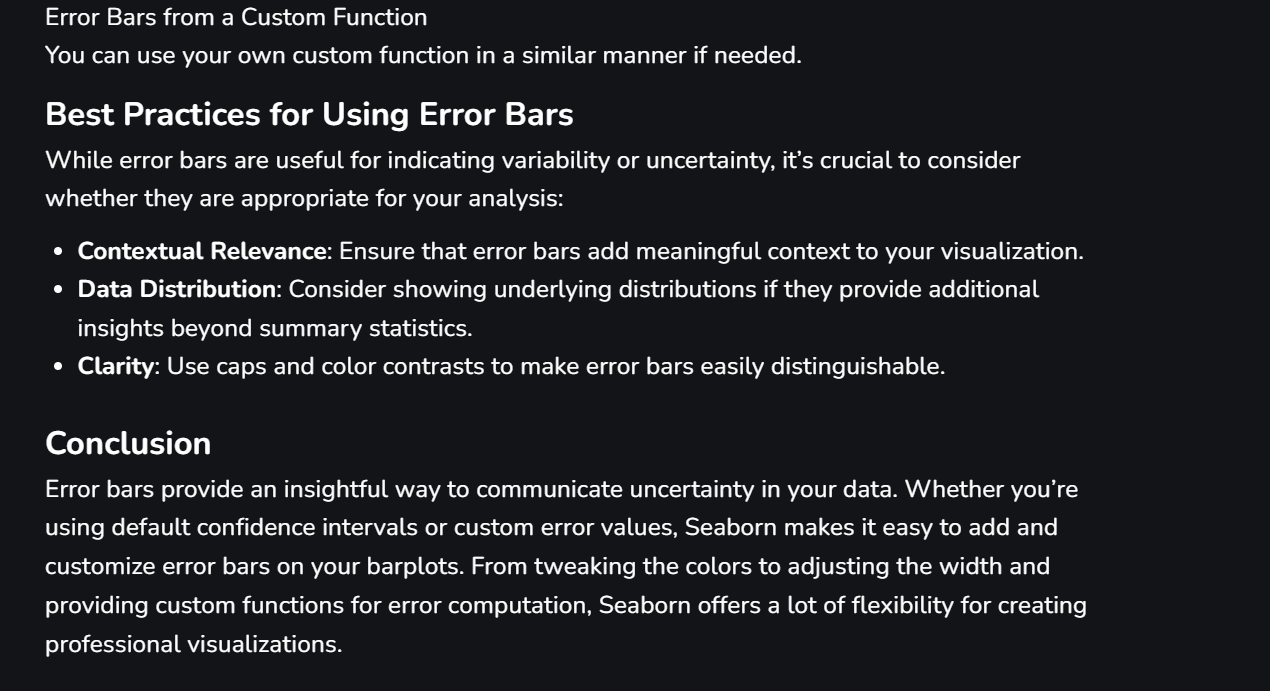 Error Bars from a Custom Function
You can use your own custom function in a similar manner if needed.
Best Practices for Using Error Bars
While error bars are useful for indicating variability or uncertainty, it’s crucial to consider
whether they are appropriate for your analysis:
• Contextual Relevance: Ensure that error bars add meaningful context to your visualization.
• Data Distribution: Consider showing underlying distributions if they provide additional
insights beyond summary statistics.
• Clarity: Use caps and color contrasts to make error bars easily distinguishable.
Conclusion
Error bars provide an insightful way to communicate uncertainty in your data. Whether you’re
using default confidence intervals or custom error values, Seaborn makes it easy to add and
customize error bars on your barplots. From tweaking the colors to adjusting the width and
providing custom functions for error computation, Seaborn offers a lot of flexibility for creating
professional visualizations.